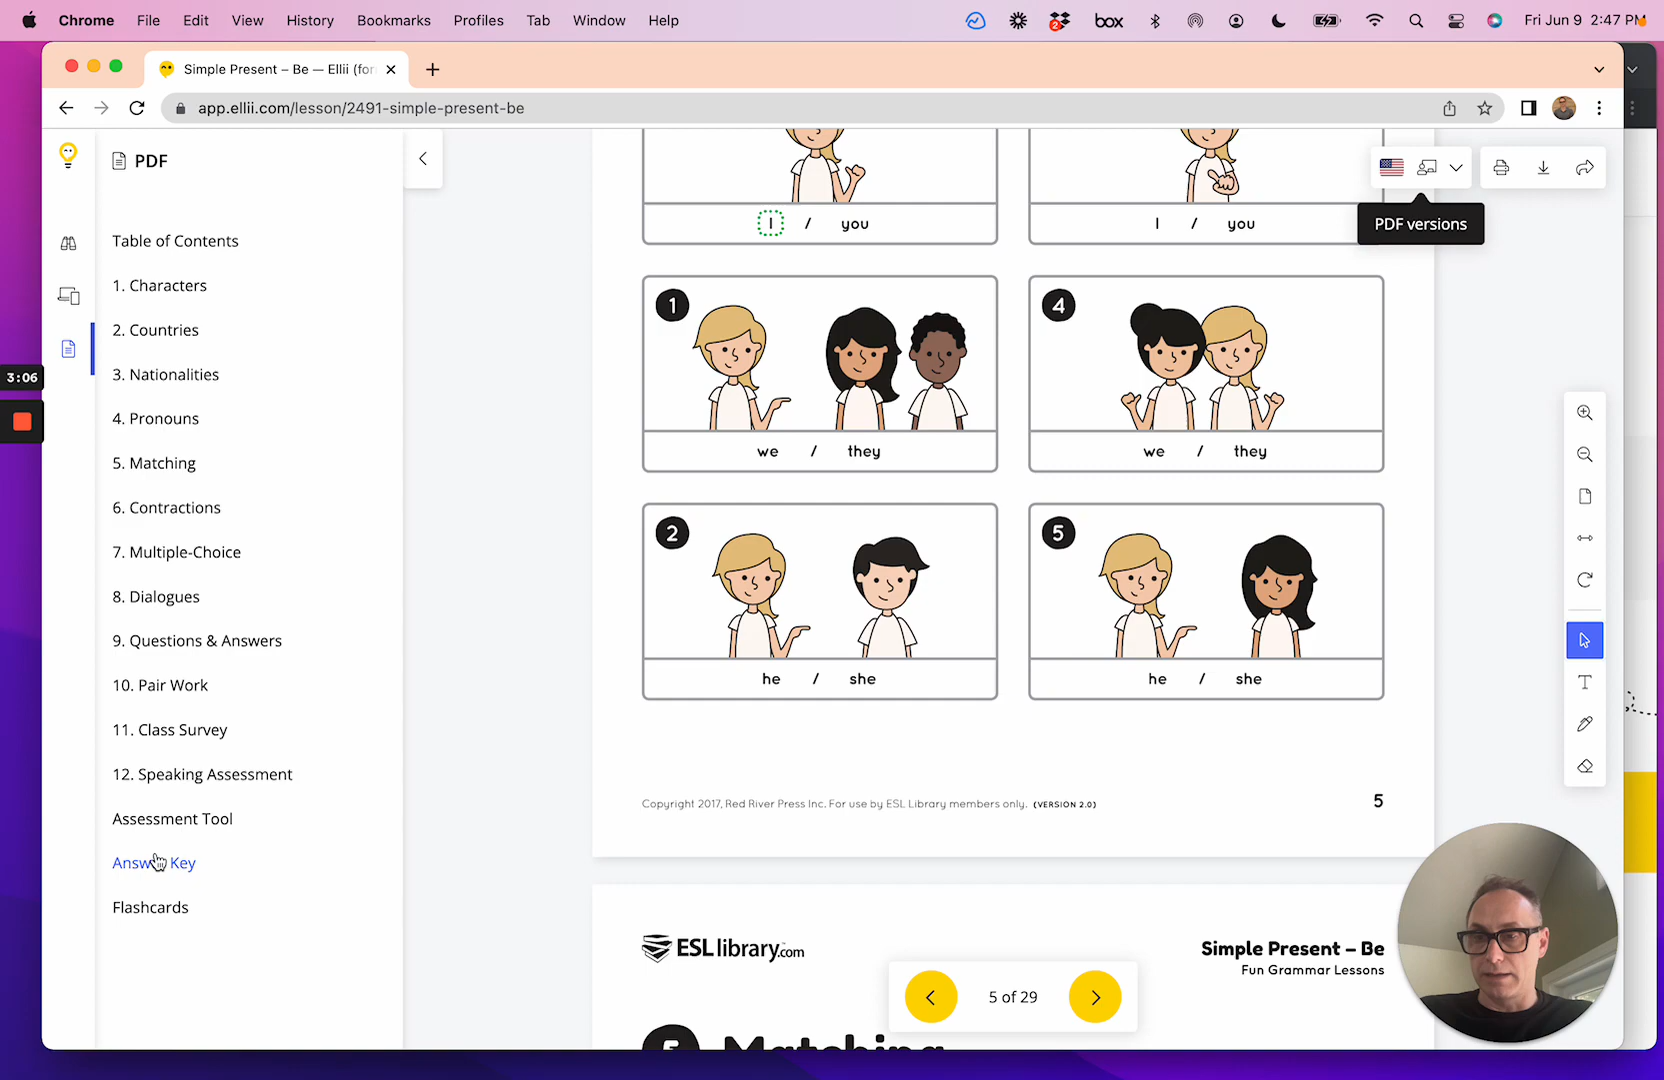 Chrome File Edit View History Bookmarks Profiles Tab Window Help 2 box Fri Jun 9 2:47 PM
Simple Present – Be — Ellii (for
app.ellii.com/lesson/2491-simple-present-be
PDF
Table of Contents
1. Characters
2. Countries
3. Nationalities
4. Pronouns
5. Matching
6. Contractions
7. Multiple-Choice
8. Dialogues
9. Questions & Answers
10. Pair Work
11. Class Survey
12. Speaking Assessment
Assessment Tool
Answer Key
Flashcards
3:06
PDF versions
I / you
I / you
1
we / they
4
we / they
2
he / she
5
he / she
Copyright 2017, Red River Press Inc. For use by ESL Library members only. (VERSION 2.0)
5
ESLlibrary.com
Simple Present – Be
Fun Grammar Lessons
5 of 29
Matching
T